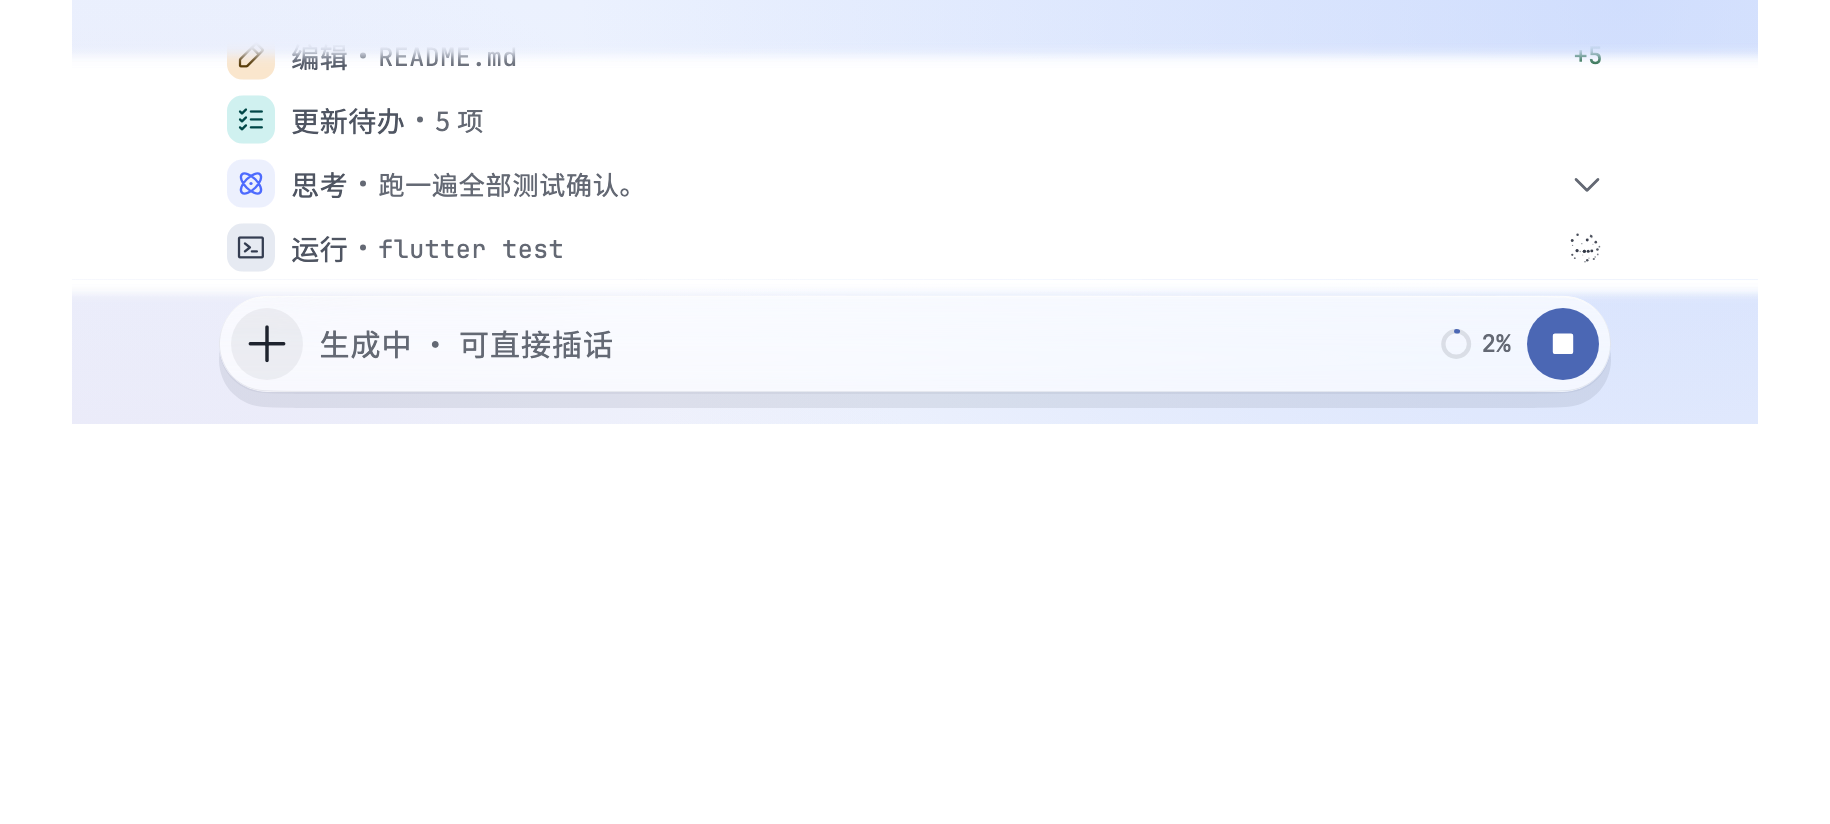 编辑 · README.md +5
更新待办 · 5 项
思考 · 跑一遍全部测试确认。
运行 · flutter test
生成中 · 可直接插话 2%